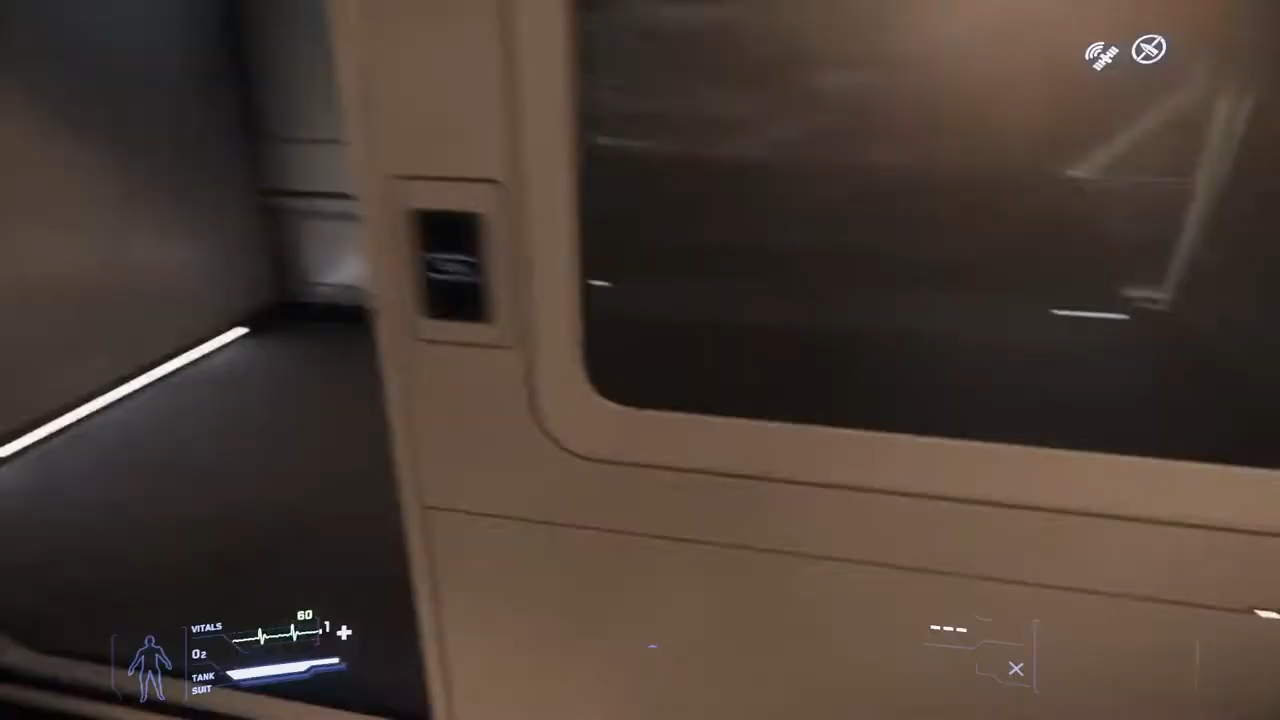 60
VITALS
1
O₂
TANK
SUIT
---